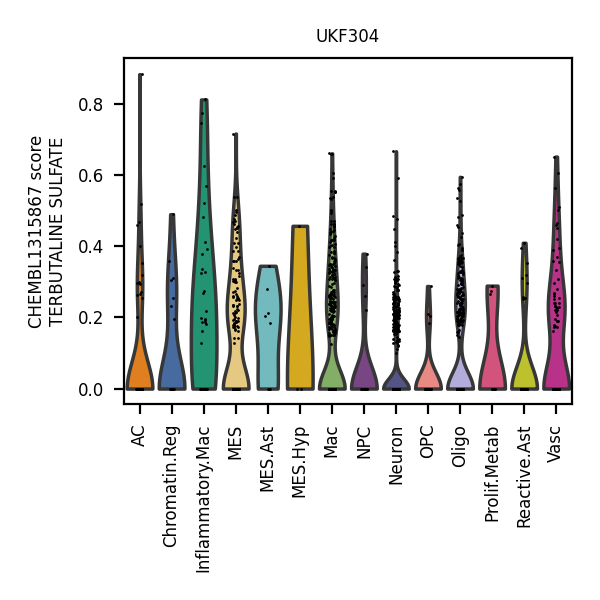 UKF304
CHEMBL1315867 score
TERBUTALINE SULFATE
0.8
0.6
0.4
0.2
0.0
AC
Chromatin.Reg
Inflammatory.Mac
MES
MES.Ast
MES.Hyp
Mac
NPC
Neuron
OPC
Oligo
Prolif.Metab
Reactive.Ast
Vasc